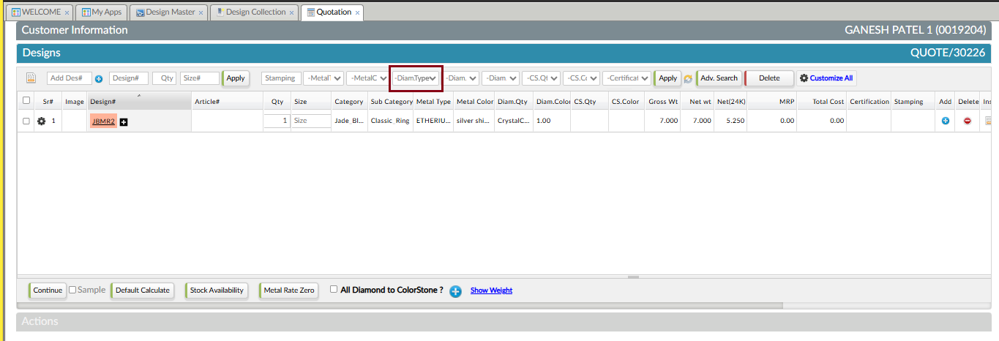 WELCOME × My Apps Design Master × Design Collection × Quotation ×
Customer Information GANESH PATEL 1 (0019204)
Designs QUOTE/30226
Add Des# Design# Qty Size# Apply Stamping -MetalT -MetalC -Diam.Type -Diam. -Diam. -CS.Qt -CS.Cc -Certificat Apply Adv. Search Delete Customize All
Sr# Image Design# Article# Qty Size Category Sub Category Metal Type Metal Color Diam.Qty Diam.Color CS.Qty CS.Color Gross Wt Net wt Net(24K) MRP Total Cost Certification Stamping Add Delete Ins
1 JBMR2 1 Size Jade_Bl... Classic_Ring ETHERIU... silver shi... CrystalC... 1.00 7.000 7.000 5.250 0.00 0.00
Continue Sample Default Calculate Stock Availability Metal Rate Zero All Diamond to ColorStone ? Show Weight
Actions